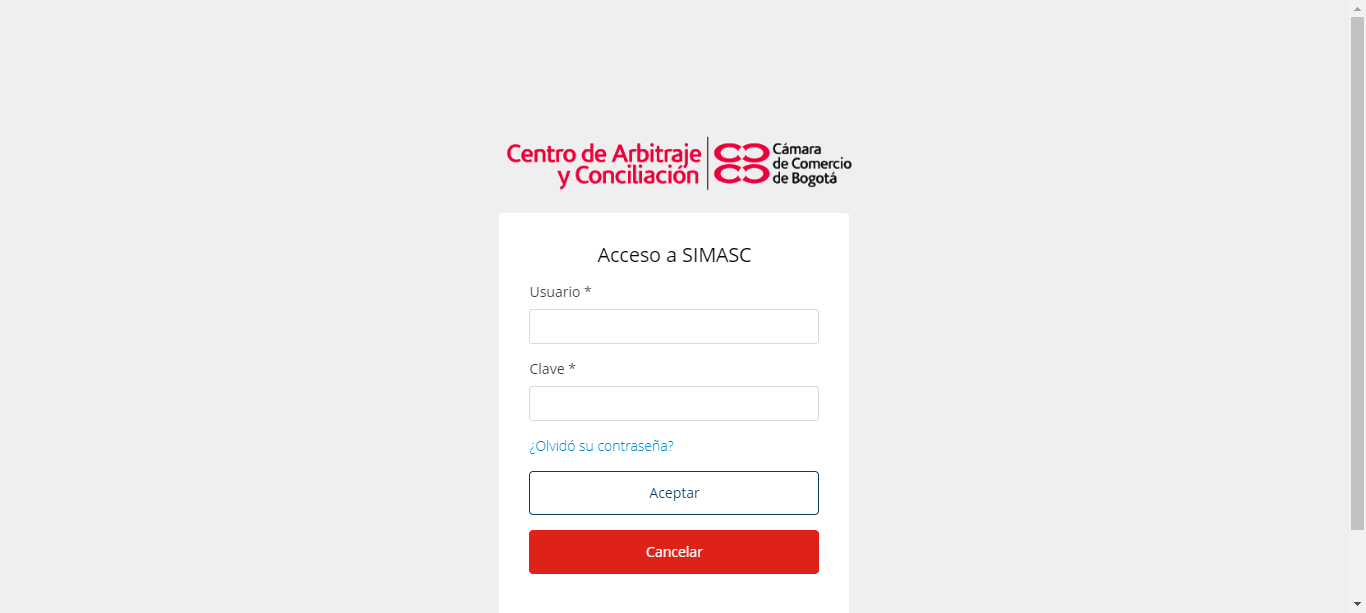 Centro de Arbitraje
y Conciliación
Cámara
de Comercio
de Bogotá
Acceso a SIMASC
Usuario *
Clave *
¿Olvidó su contraseña?
Aceptar
Cancelar